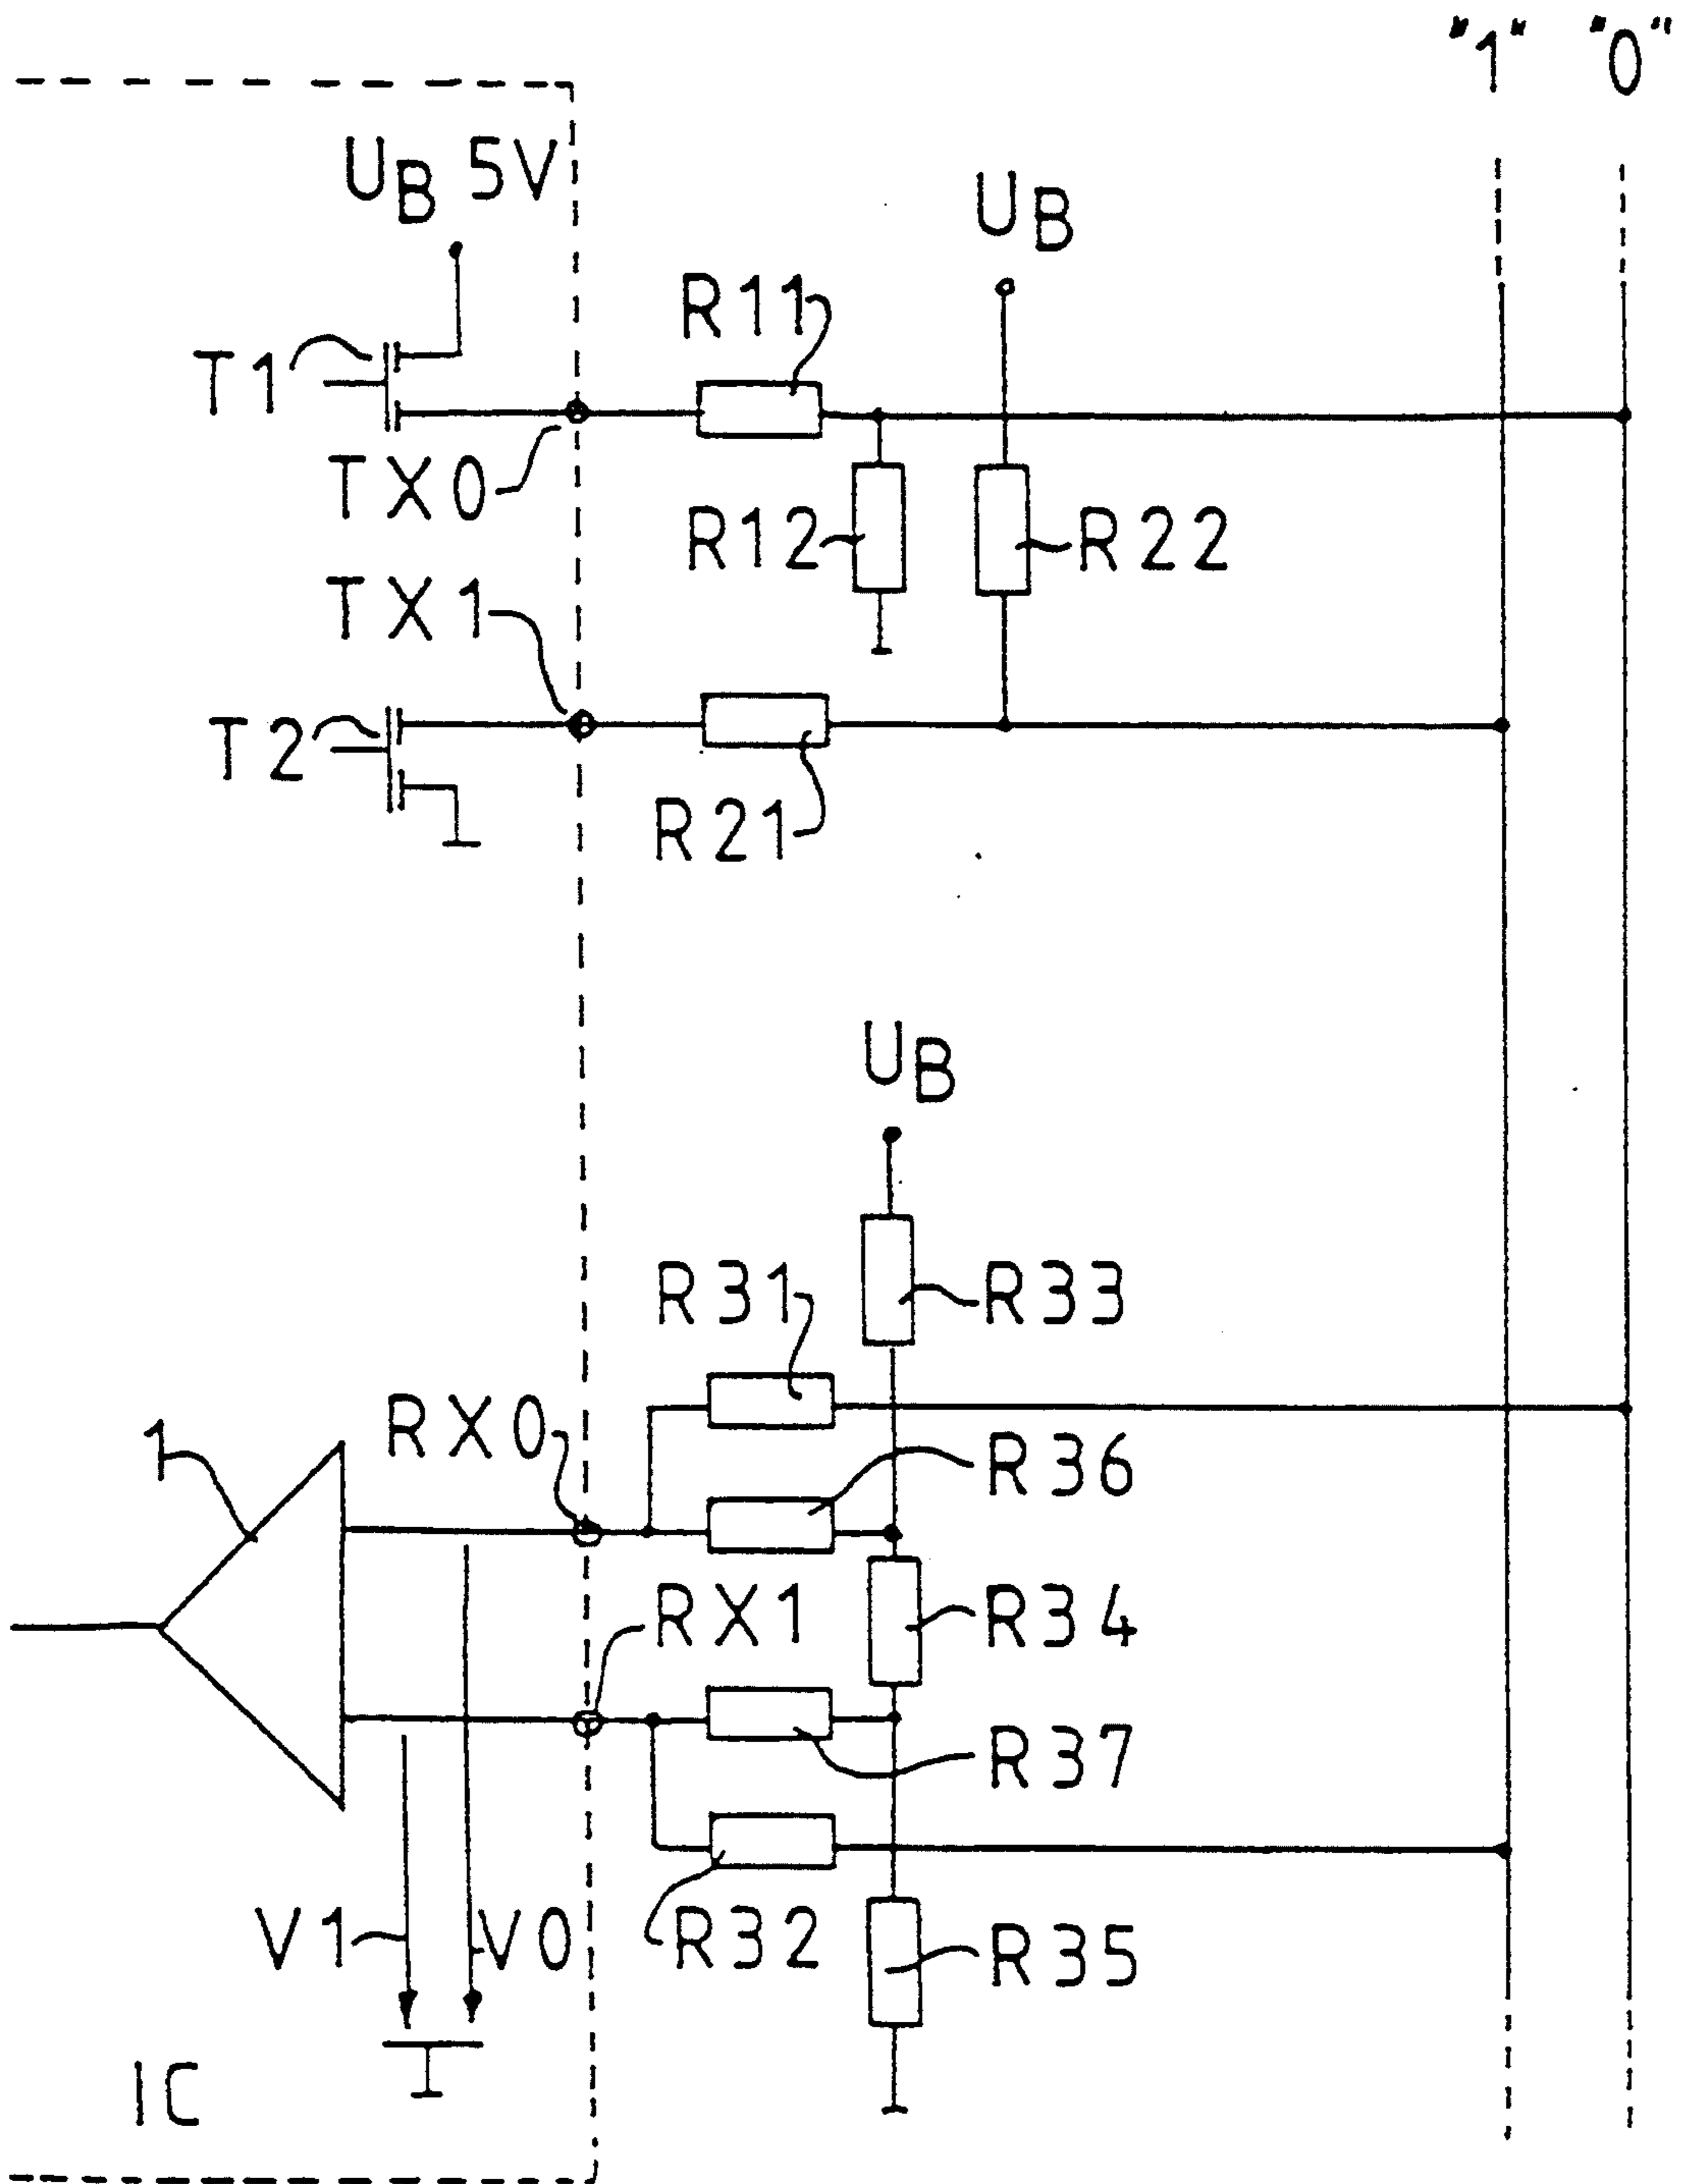 "1" "0"
UB 5V
UB
R11
T1
TX0
R12
R22
TX1
T2
R21
UB
R31
R33
1
RX0
R36
RX1
R34
R37
V1
V0
R32
R35
IC